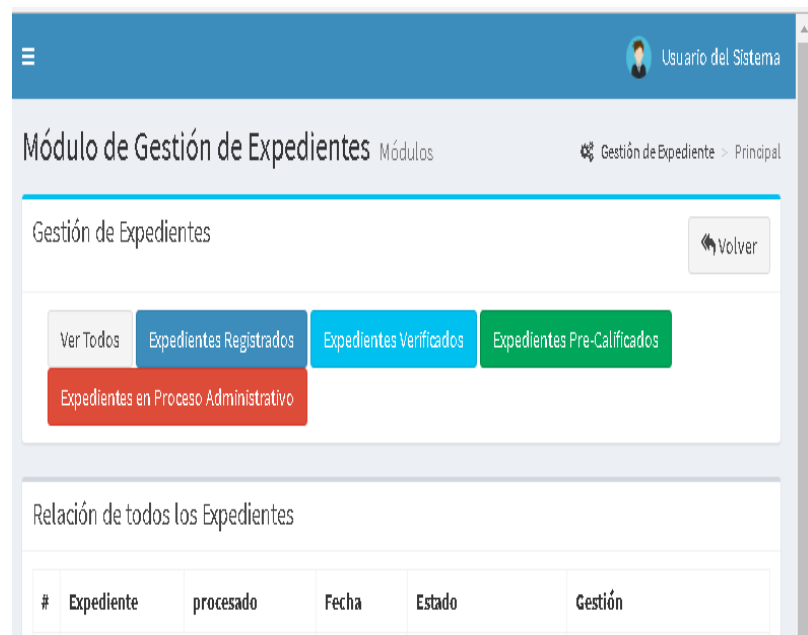 Usuario del Sistema
Módulo de Gestión de Expedientes Módulos
Gestión de Expediente > Principal
Gestión de Expedientes
Volver
Ver Todos Expedientes Registrados Expedientes Verificados Expedientes Pre-Calificados
Expedientes en Proceso Administrativo
Relación de todos los Expedientes
# Expediente procesado Fecha Estado Gestión